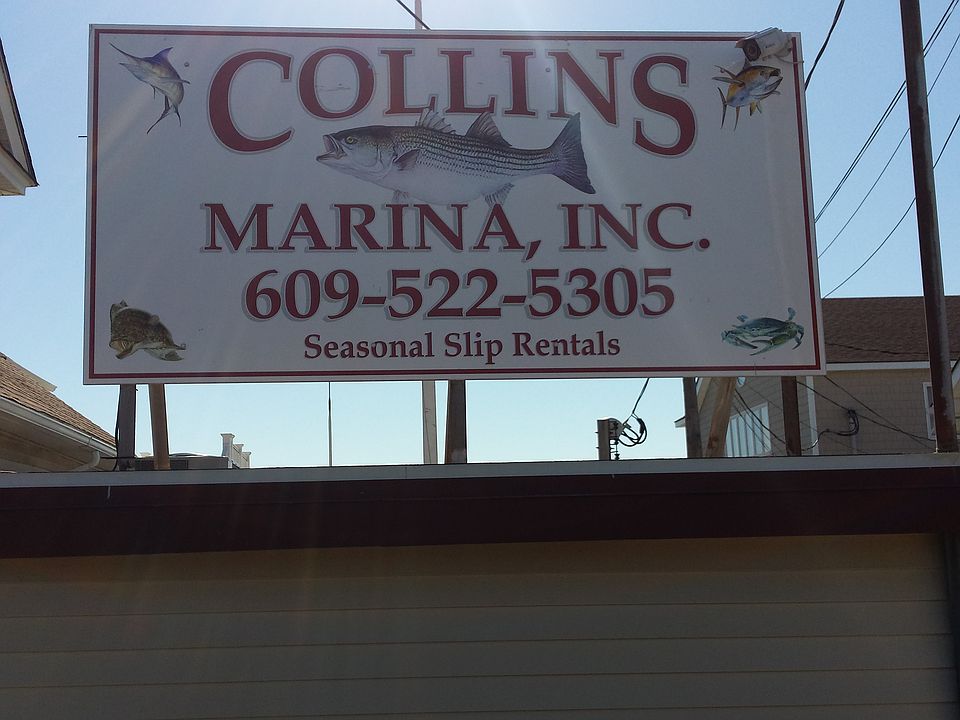 COLLINS
MARINA, INC.
609-522-5305
Seasonal Slip Rentals